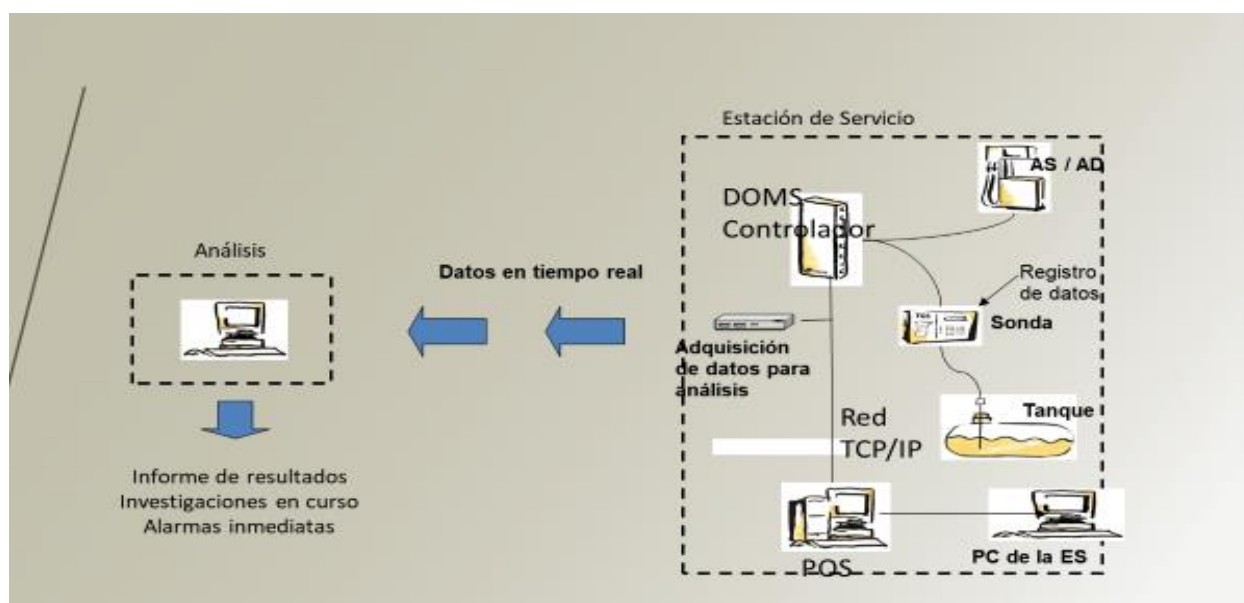 Estación de Servicio
AS / AD
DOMS
Controlador
Análisis
Datos en tiempo real
Registro
de datos
Sonda
Adquisición
de datos para
análisis
Tanque
Red
TCP/IP
Informe de resultados
Investigaciones en curso
Alarmas inmediatas
PC de la ES
POS